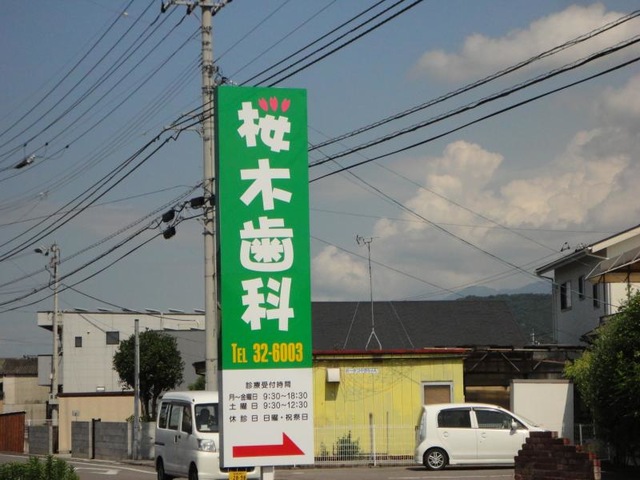 桜木歯科
TEL 32-6003
診療受付時間
月〜金曜日 9:30〜18:30
土曜日 9:30〜12:30
休診日 日曜・祝祭日